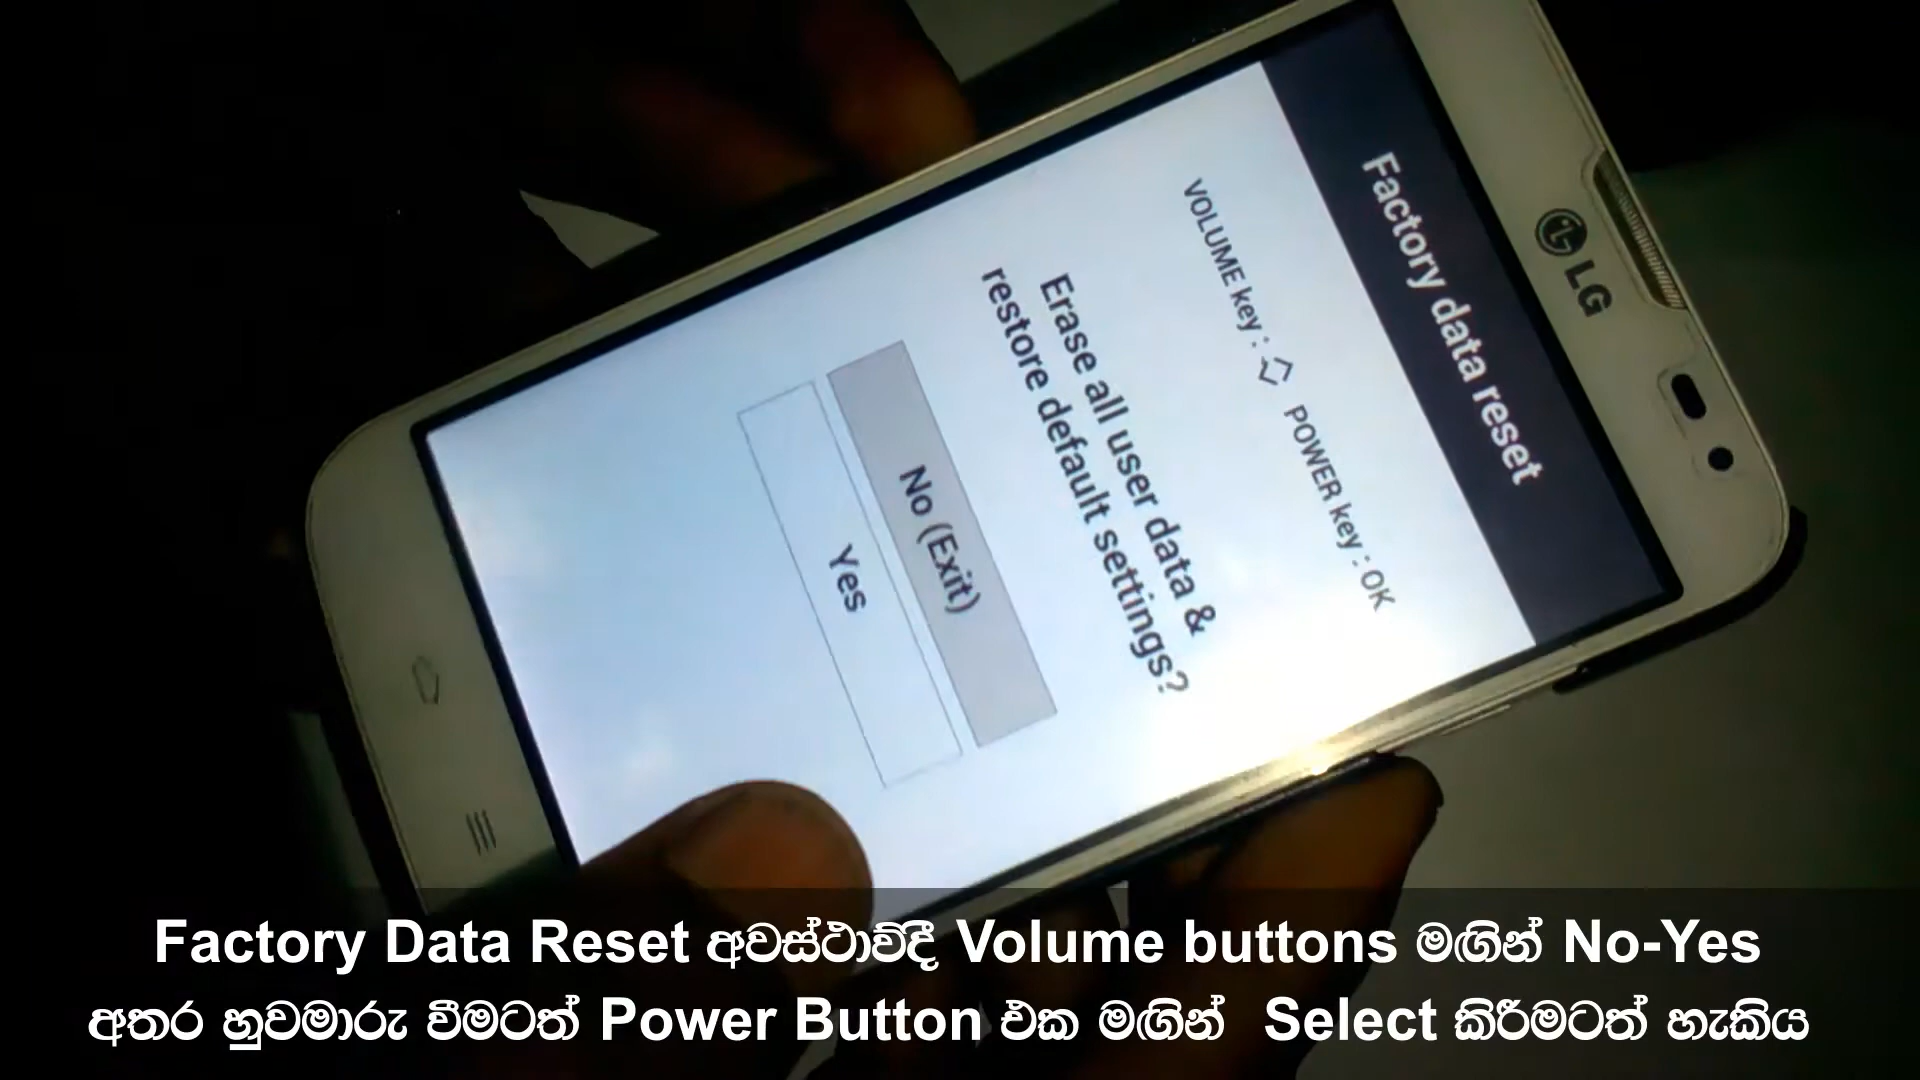 LG
Factory data reset
VOLUME key : <> POWER key : OK
Erase all user data &
restore default settings?
No (Exit)
Yes
Factory Data Reset අවස්ථාවේදී Volume buttons මඟින් No-Yes
අතර හුවමාරු වීමටත් Power Button එක මඟින් Select කිරීමටත් හැකිය